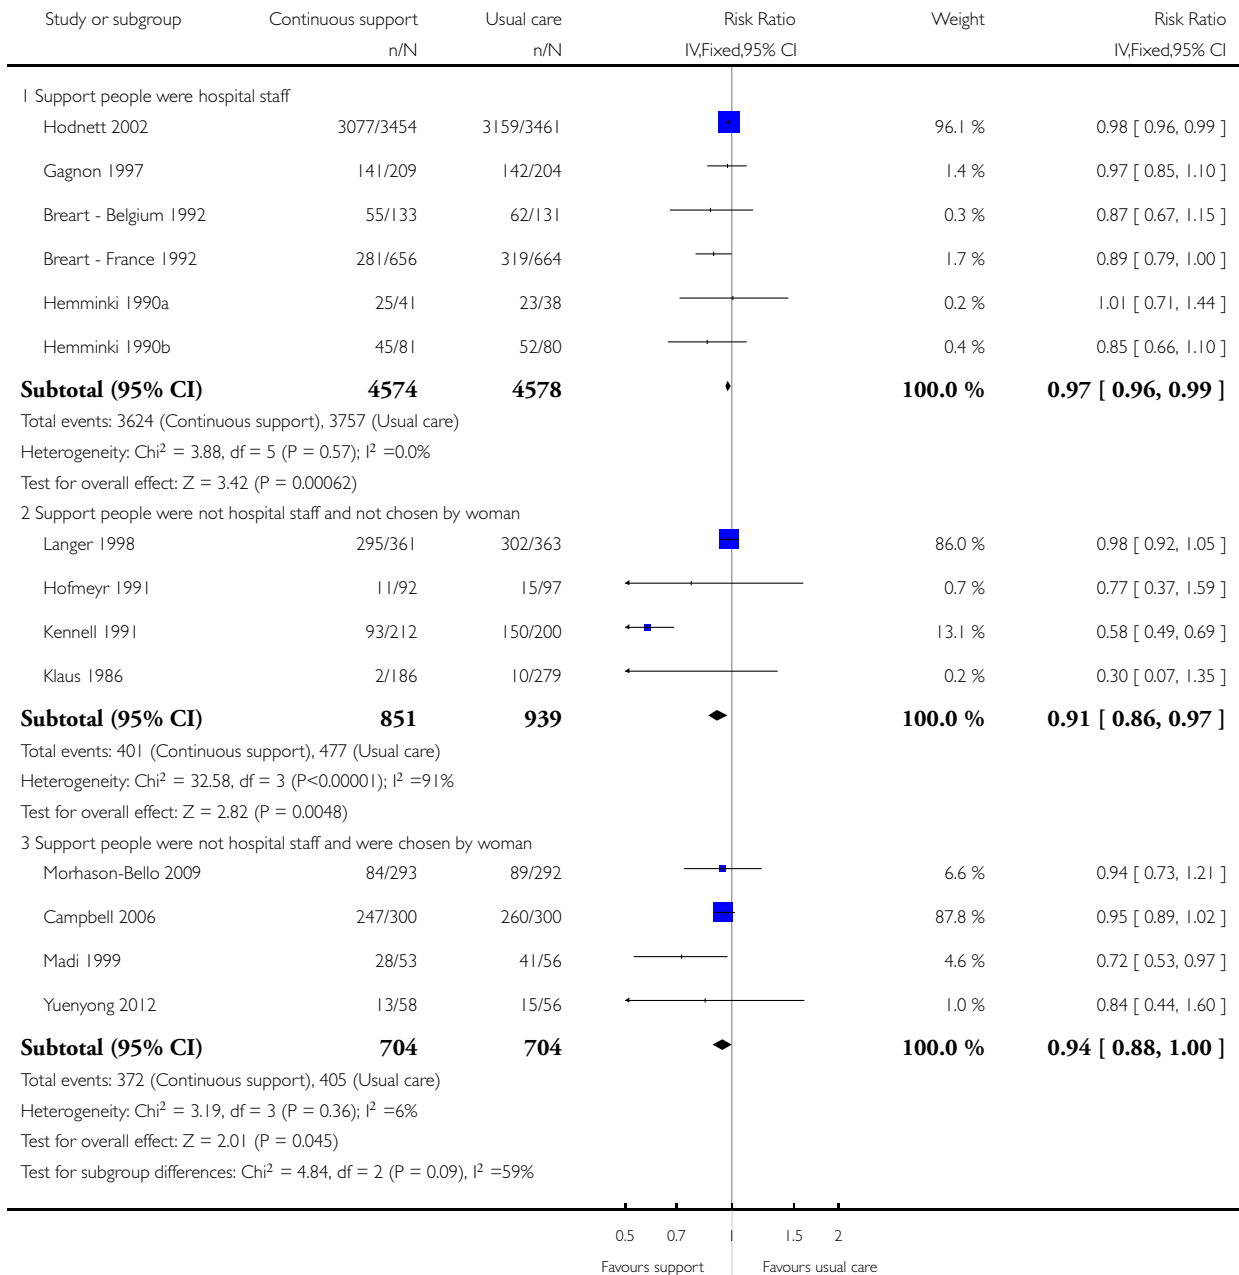 Study or subgroup Continuous support Usual care Risk Ratio Weight Risk Ratio
n/N n/N IV,Fixed,95% CI IV,Fixed,95% CI
1 Support people were hospital staff
Hodnett 2002 3077/3454 3159/3461 96.1 % 0.98 [ 0.96, 0.99 ]
Gagnon 1997 141/209 142/204 1.4 % 0.97 [ 0.85, 1.10 ]
Breart - Belgium 1992 55/133 62/131 0.3 % 0.87 [ 0.67, 1.15 ]
Breart - France 1992 281/656 319/664 1.7 % 0.89 [ 0.79, 1.00 ]
Hemminki 1990a 25/41 23/38 0.2 % 1.01 [ 0.71, 1.44 ]
Hemminki 1990b 45/81 52/80 0.4 % 0.85 [ 0.66, 1.10 ]
Subtotal (95% CI) 4574 4578 100.0 % 0.97 [ 0.96, 0.99 ]
Total events: 3624 (Continuous support), 3757 (Usual care)
Heterogeneity: Chi² = 3.88, df = 5 (P = 0.57); I² =0.0%
Test for overall effect: Z = 3.42 (P = 0.00062)
2 Support people were not hospital staff and not chosen by woman
Langer 1998 295/361 302/363 86.0 % 0.98 [ 0.92, 1.05 ]
Hofmeyr 1991 11/92 15/97 0.7 % 0.77 [ 0.37, 1.59 ]
Kennell 1991 93/212 150/200 13.1 % 0.58 [ 0.49, 0.69 ]
Klaus 1986 2/186 10/279 0.2 % 0.30 [ 0.07, 1.35 ]
Subtotal (95% CI) 851 939 100.0 % 0.91 [ 0.86, 0.97 ]
Total events: 401 (Continuous support), 477 (Usual care)
Heterogeneity: Chi² = 32.58, df = 3 (P<0.00001); I² =91%
Test for overall effect: Z = 2.82 (P = 0.0048)
3 Support people were not hospital staff and were chosen by woman
Morhason-Bello 2009 84/293 89/292 6.6 % 0.94 [ 0.73, 1.21 ]
Campbell 2006 247/300 260/300 87.8 % 0.95 [ 0.89, 1.02 ]
Madi 1999 28/53 41/56 4.6 % 0.72 [ 0.53, 0.97 ]
Yuenyong 2012 13/58 15/56 1.0 % 0.84 [ 0.44, 1.60 ]
Subtotal (95% CI) 704 704 100.0 % 0.94 [ 0.88, 1.00 ]
Total events: 372 (Continuous support), 405 (Usual care)
Heterogeneity: Chi² = 3.19, df = 3 (P = 0.36); I² =6%
Test for overall effect: Z = 2.01 (P = 0.045)
Test for subgroup differences: Chi² = 4.84, df = 2 (P = 0.09), I² =59%
0.5 0.7 1 1.5 2
Favours support Favours usual care